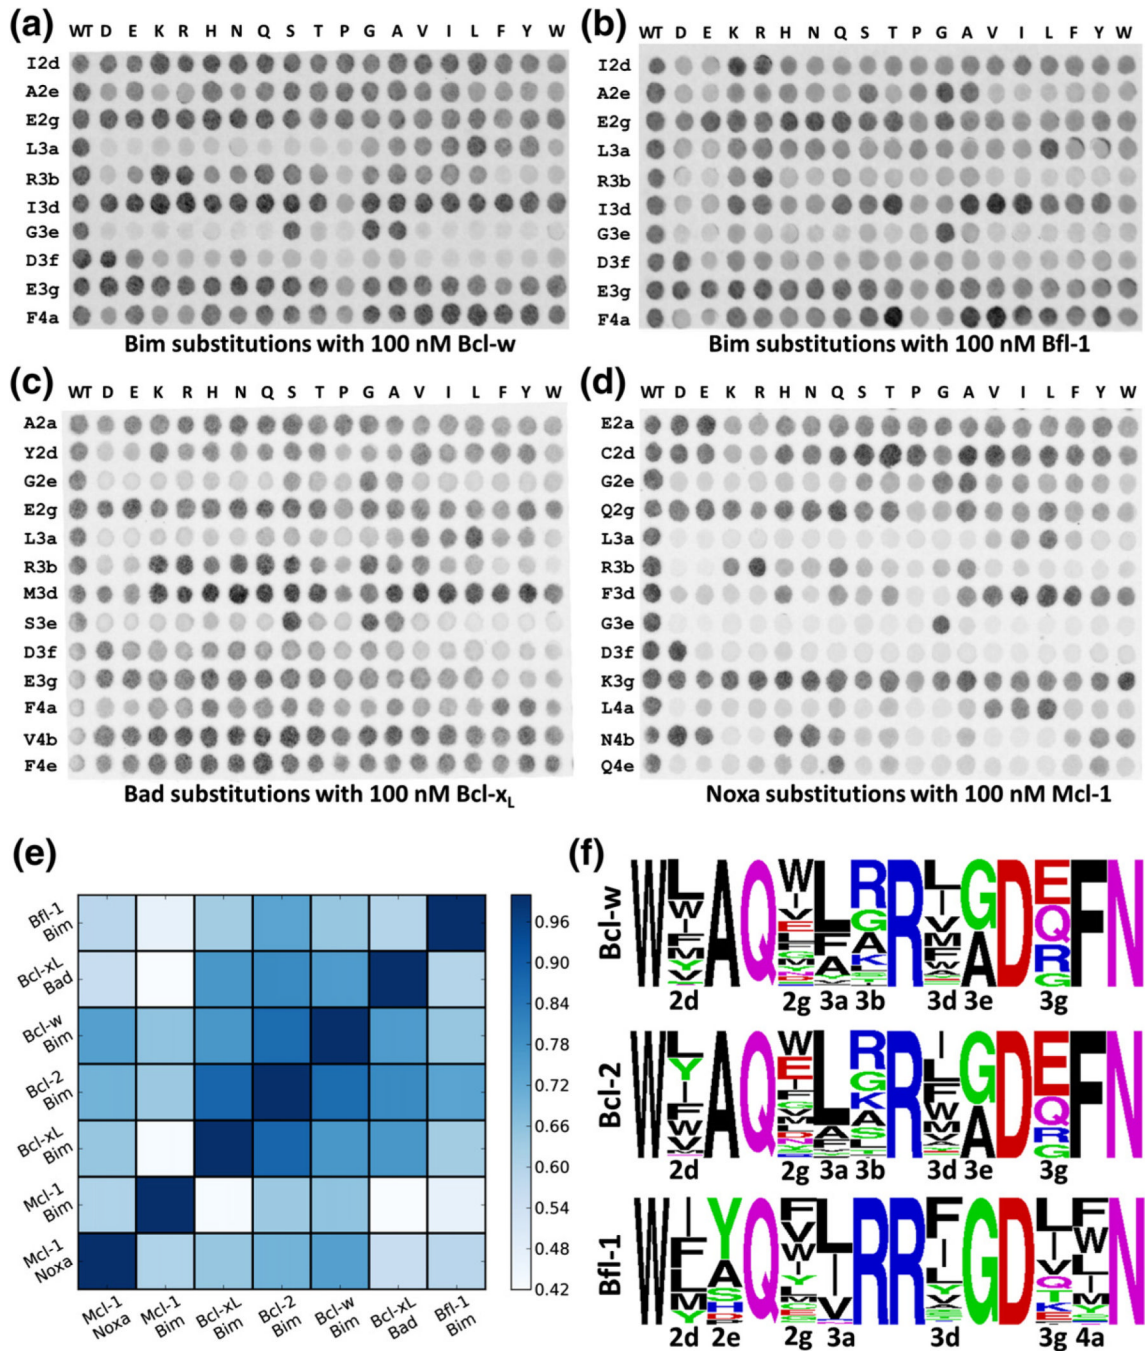 (a)
WT D E K R H N Q S T P G A V I L F Y W
I2d
A2e
E2g
L3a
R3b
I3d
G3e
D3f
E3g
F4a
Bim substitutions with 100 nM Bcl-w
(b)
WT D E K R H N Q S T P G A V I L F Y W
I2d
A2e
E2g
L3a
R3b
I3d
G3e
D3f
E3g
F4a
Bim substitutions with 100 nM Bfl-1
(c)
WT D E K R H N Q S T P G A V I L F Y W
A2a
Y2d
G2e
E2g
L3a
R3b
M3d
S3e
D3f
E3g
F4a
V4b
F4e
Bad substitutions with 100 nM Bcl-xL
(d)
WT D E K R H N Q S T P G A V I L F Y W
E2a
C2d
G2e
Q2g
L3a
R3b
F3d
G3e
D3f
K3g
L4a
N4b
Q4e
Noxa substitutions with 100 nM Mcl-1
(e)
Bfl-1
Bim
Bcl-xL
Bad
Bcl-w
Bim
Bcl-2
Bim
Bcl-xL
Bim
Mcl-1
Bim
Mcl-1
Noxa
Mcl-1
Noxa
Mcl-1
Bim
Bcl-xL
Bim
Bcl-2
Bim
Bcl-w
Bim
Bcl-xL
Bad
Bfl-1
Bim
0.96
0.90
0.84
0.78
0.72
0.66
0.60
0.54
0.48
0.42
(f)
Bcl-w
W L A Q W L R R L G D E F N
2d 2g 3a 3b 3d 3e 3g
Bcl-2
W L A Q W L R R I G D E F N
2d 2g 3a 3b 3d 3e 3g
Bfl-1
W I Y Q F L R R F G D L F N
2d 2e 2g 3a 3d 3g 4a